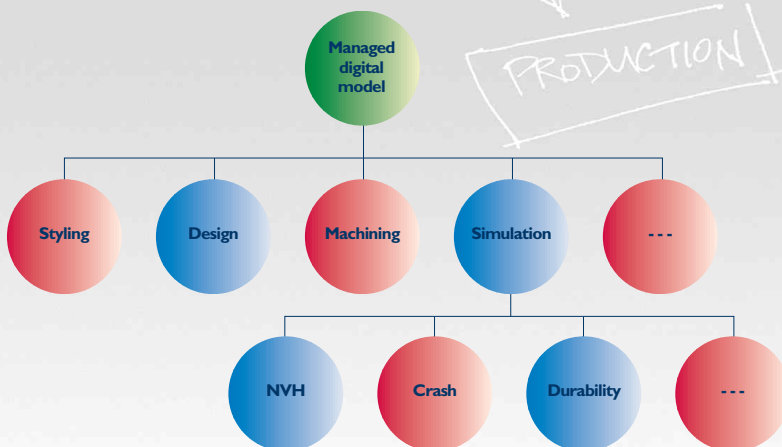 Managed
digital
model
PRODUCTION
Styling
Design
Machining
Simulation
---
NVH
Crash
Durability
---